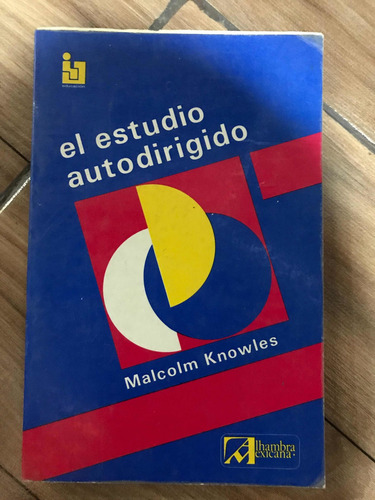 el estudio
autodirigido
Malcolm Knowles
Alhambra
Mexicana